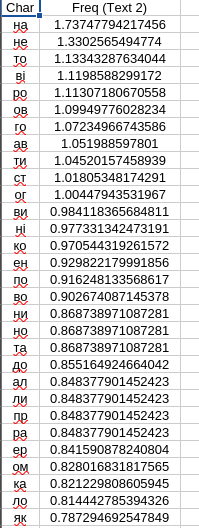 Char Freq (Text 2)
на 1.73747794217456
не 1.3302565494774
то 1.13343287634044
ві 1.1198588299172
ро 1.11307180670558
ов 1.09949776028234
го 1.07234966743586
ав 1.051988597801
ти 1.04520157458939
ст 1.01805348174291
ог 1.00447943531967
ви 0.984118365684811
ні 0.977331342473191
ко 0.970544319261572
ен 0.929822179991856
по 0.916248133568617
во 0.902674087145378
ни 0.868738971087281
но 0.868738971087281
та 0.868738971087281
до 0.855164924664042
ал 0.848377901452423
ли 0.848377901452423
пр 0.848377901452423
ра 0.848377901452423
ер 0.841590878240804
ом 0.828016831817565
ка 0.821229808605945
ло 0.814442785394326
як 0.787294692547849